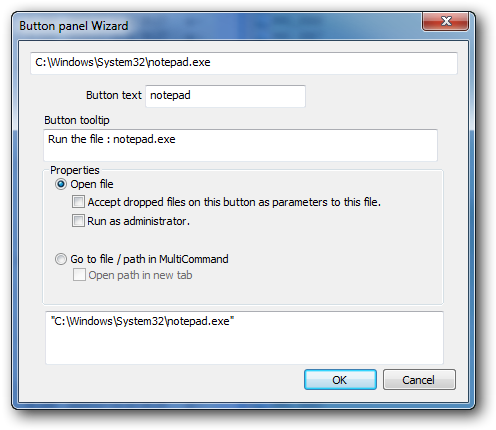 Button panel Wizard
C:\Windows\System32\notepad.exe
Button text notepad
Button tooltip
Run the file : notepad.exe
Properties
Open file
Accept dropped files on this button as parameters to this file.
Run as administrator.
Go to file / path in MultiCommand
Open path in new tab
"C:\Windows\System32\notepad.exe"
OK Cancel